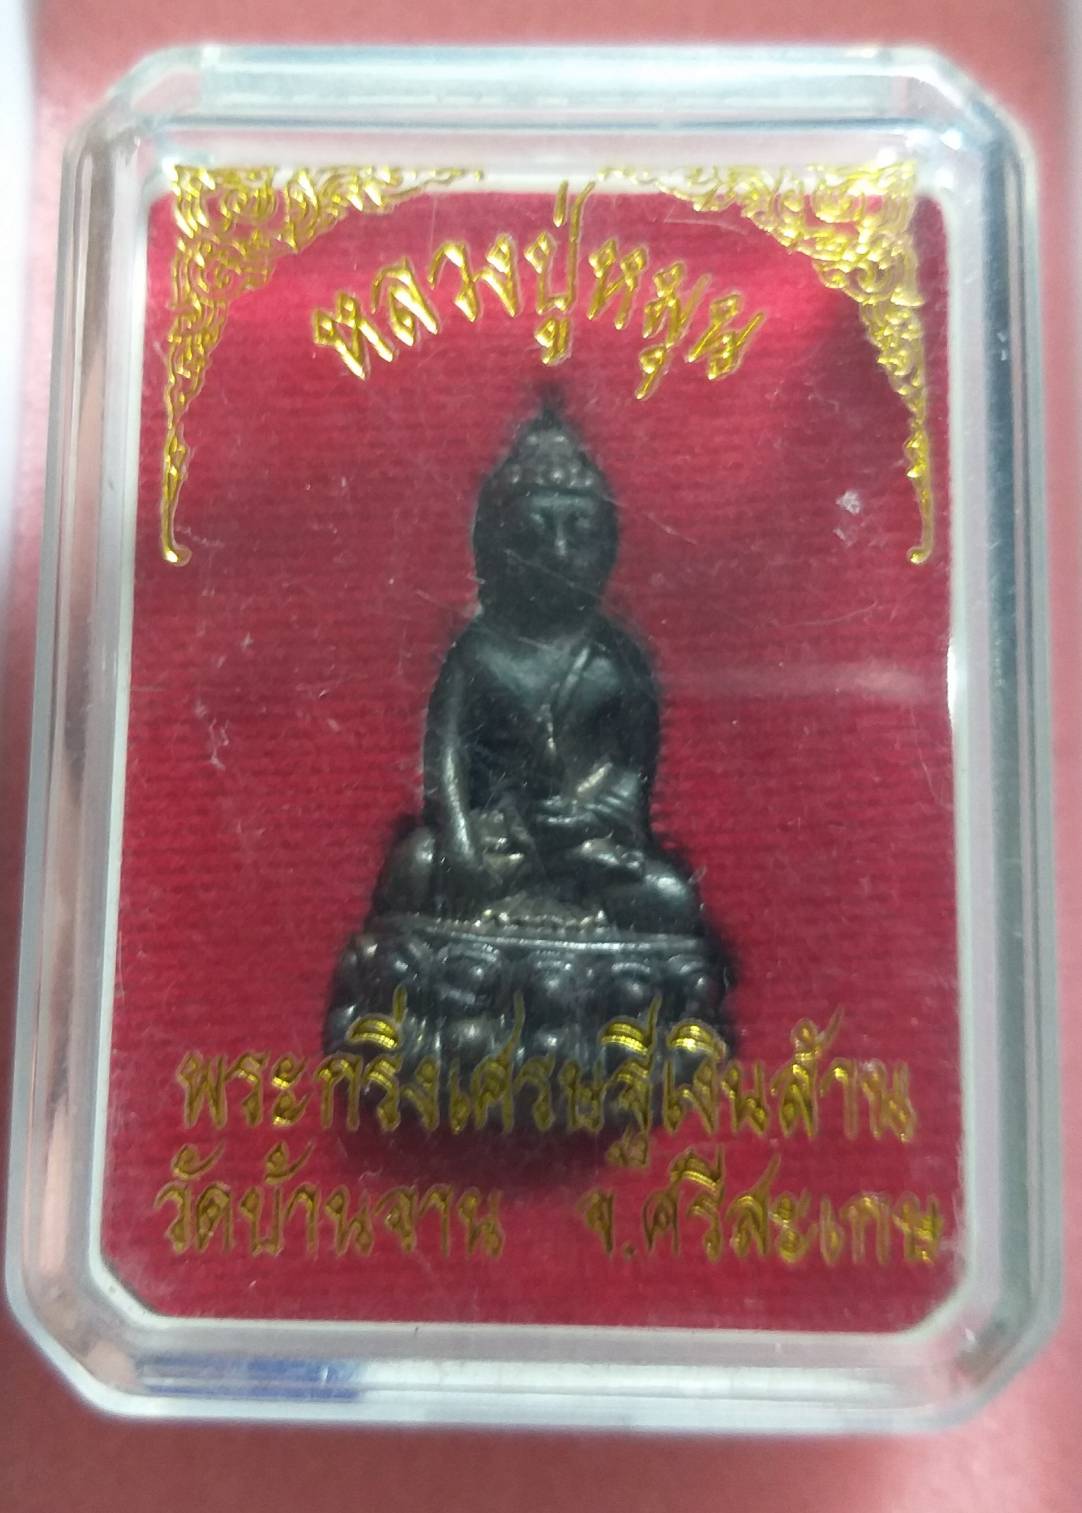 หลวงปู่หมุน
พระกริ่งเศรษฐีเงินล้าน
วัดบ้านจาน จ.ศรีสะเกษ